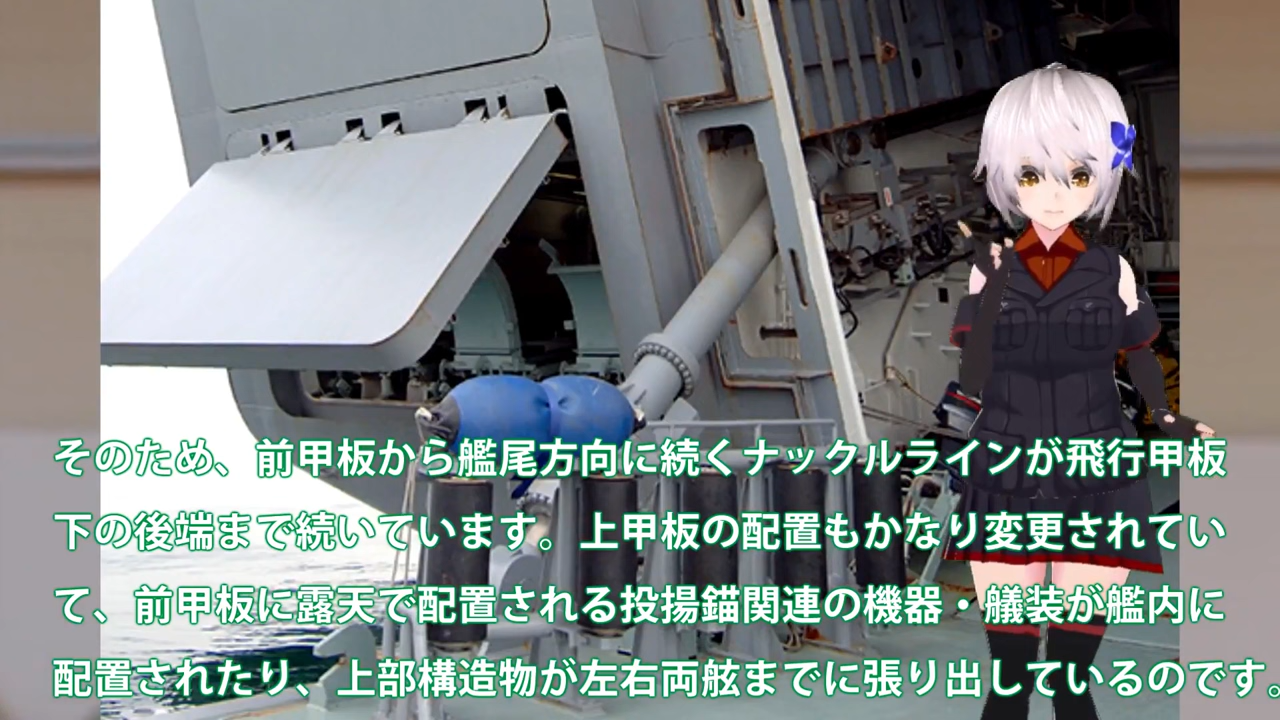 そのため、前甲板から艦尾方向に続くナックルラインが飛行甲板
下の後端まで続いています。上甲板の配置もかなり変更されてい
て、前甲板に露天で配置される投揚錨関連の機器・艤装が艦内に
配置されたり、上部構造物が左右両舷までに張り出しているのです。